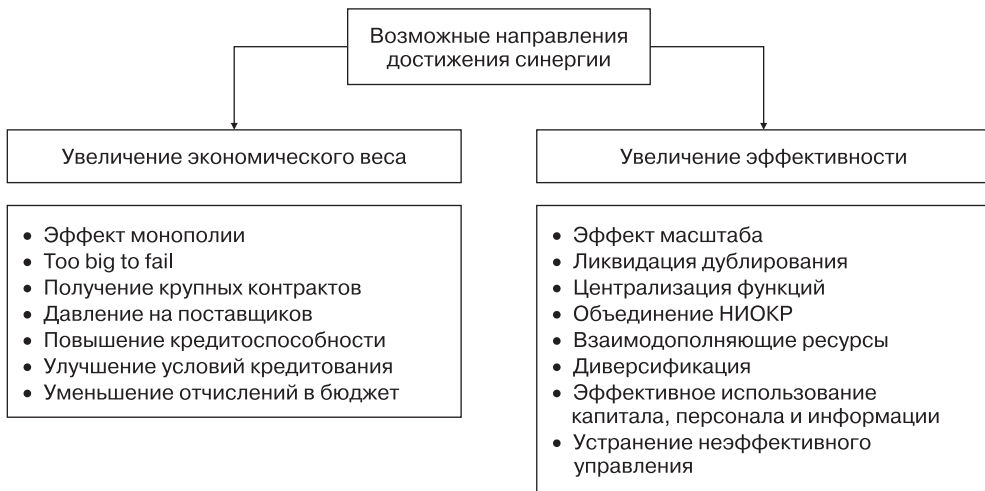 Возможные направления
достижения синергии
Увеличение экономического веса
• Эффект монополии
• Too big to fail
• Получение крупных контрактов
• Давление на поставщиков
• Повышение кредитоспособности
• Улучшение условий кредитования
• Уменьшение отчислений в бюджет
Увеличение эффективности
• Эффект масштаба
• Ликвидация дублирования
• Централизация функций
• Объединение НИОКР
• Взаимодополняющие ресурсы
• Диверсификация
• Эффективное использование
капитала, персонала и информации
• Устранение неэффективного
управления